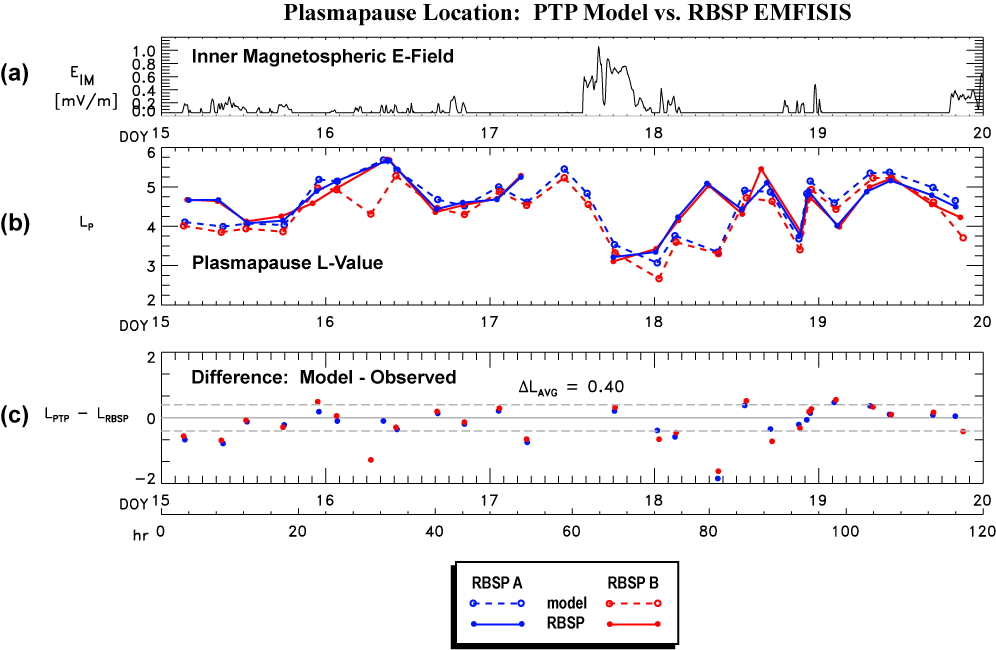 Plasmapause Location: PTP Model vs. RBSP EMFISIS
(a)
E_IM
[mV/m]
1.0
0.8
0.6
0.4
0.2
0.0
Inner Magnetospheric E-Field
DOY 15 16 17 18 19 20
(b)
L_P
6
5
4
3
2
Plasmapause L-Value
DOY 15 16 17 18 19 20
(c)
L_PTP − L_RBSP
2
0
−2
Difference: Model - Observed
ΔL_AVG = 0.40
DOY 15 16 17 18 19 20
hr 0 20 40 60 80 100 120
RBSP A RBSP B
model
RBSP